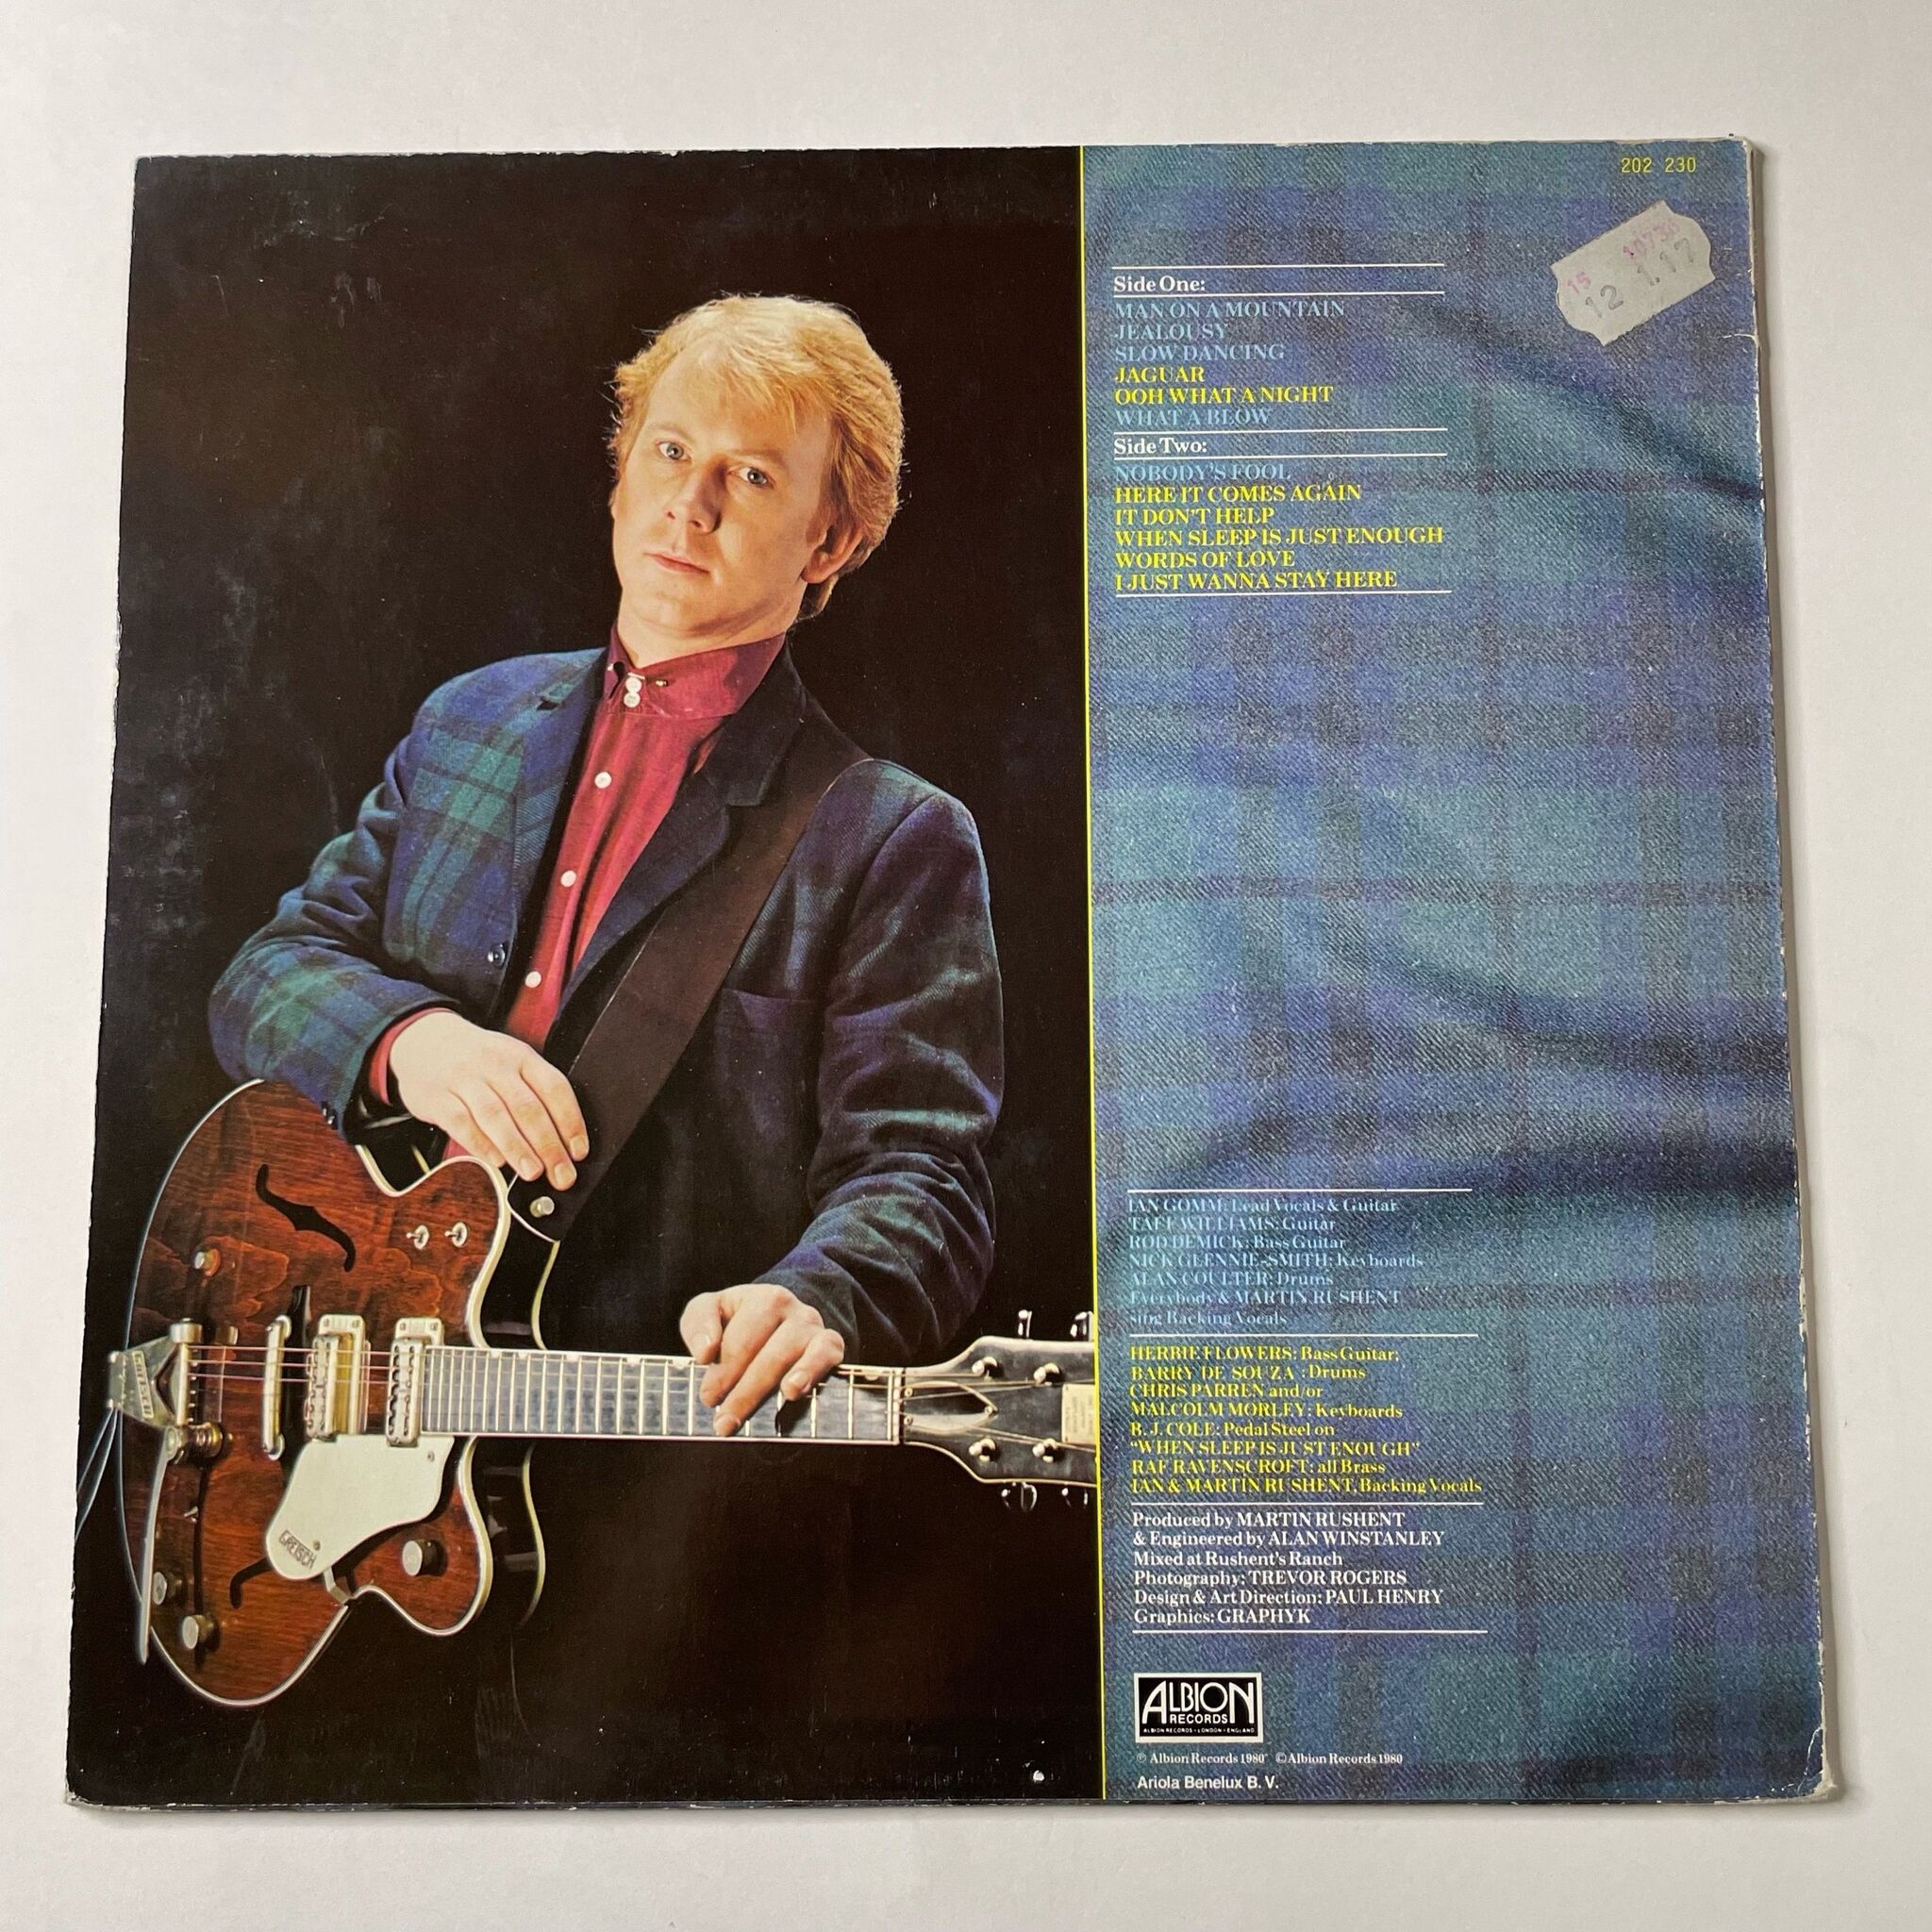 202 230
15 10736
12 1.17
Side One:
MAN ON A MOUNTAIN
JEALOUSY
SLOW DANCING
JAGUAR
OOH WHAT A NIGHT
WHAT A BLOW
Side Two:
NOBODY'S FOOL
HERE IT COMES AGAIN
IT DON'T HELP
WHEN SLEEP IS JUST ENOUGH
WORDS OF LOVE
I JUST WANNA STAY HERE
IAN GOMM: Lead Vocals & Guitar
TAFF WILLIAMS: Guitar
ROD DEMICK: Bass Guitar
NICK GLENNIE-SMITH: Keyboards
ALAN COULTER: Drums
Everybody & MARTIN RUSHENT
sing Backing Vocals
HERBIE FLOWERS: Bass Guitar;
BARRY DE SOUZA : Drums
CHRIS PARREN and/or
MALCOLM MORLEY: Keyboards
B. J. COLE: Pedal Steel on
"WHEN SLEEP IS JUST ENOUGH"
RAF RAVENSCROFT: all Brass
IAN & MARTIN RUSHENT, Backing Vocals
Produced by MARTIN RUSHENT
& Engineered by ALAN WINSTANLEY
Mixed at Rushent's Ranch
Photography: TREVOR ROGERS
Design & Art Direction: PAUL HENRY
Graphics: GRAPHYK
ALBION
RECORDS
ALBION RECORDS · LONDON · ENGLAND
℗ Albion Records 1980 © Albion Records 1980
Ariola Benelux B. V.
GRETSCH
GRETSCH